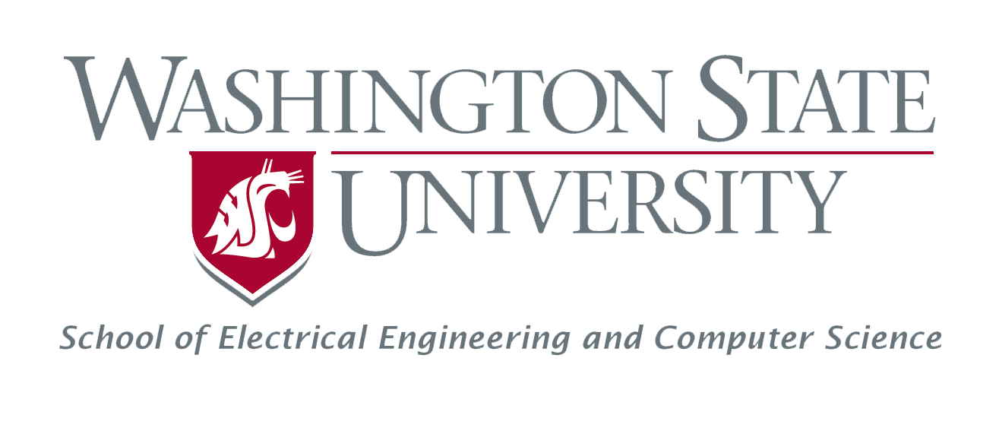 WASHINGTON STATE
UNIVERSITY
School of Electrical Engineering and Computer Science